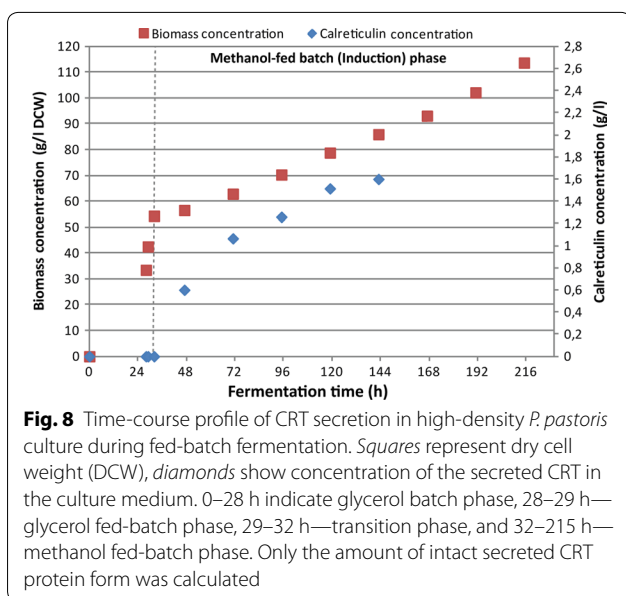 Biomass concentration Calreticulin concentration
Methanol-fed batch (Induction) phase
Biomass concentration (g/l DCW)
120
110
100
90
80
70
60
50
40
30
20
10
0
2,8
2,6
2,4
2,2
2
1,8
1,6
1,4
1,2
1
0,8
0,6
0,4
0,2
0
Calreticulin concentration (g/l)
0 24 48 72 96 120 144 168 192 216
Fermentation time (h)
Fig. 8 Time-course profile of CRT secretion in high-density P. pastoris
culture during fed-batch fermentation. Squares represent dry cell
weight (DCW), diamonds show concentration of the secreted CRT in
the culture medium. 0–28 h indicate glycerol batch phase, 28–29 h—
glycerol fed-batch phase, 29–32 h—transition phase, and 32–215 h—
methanol fed-batch phase. Only the amount of intact secreted CRT
protein form was calculated